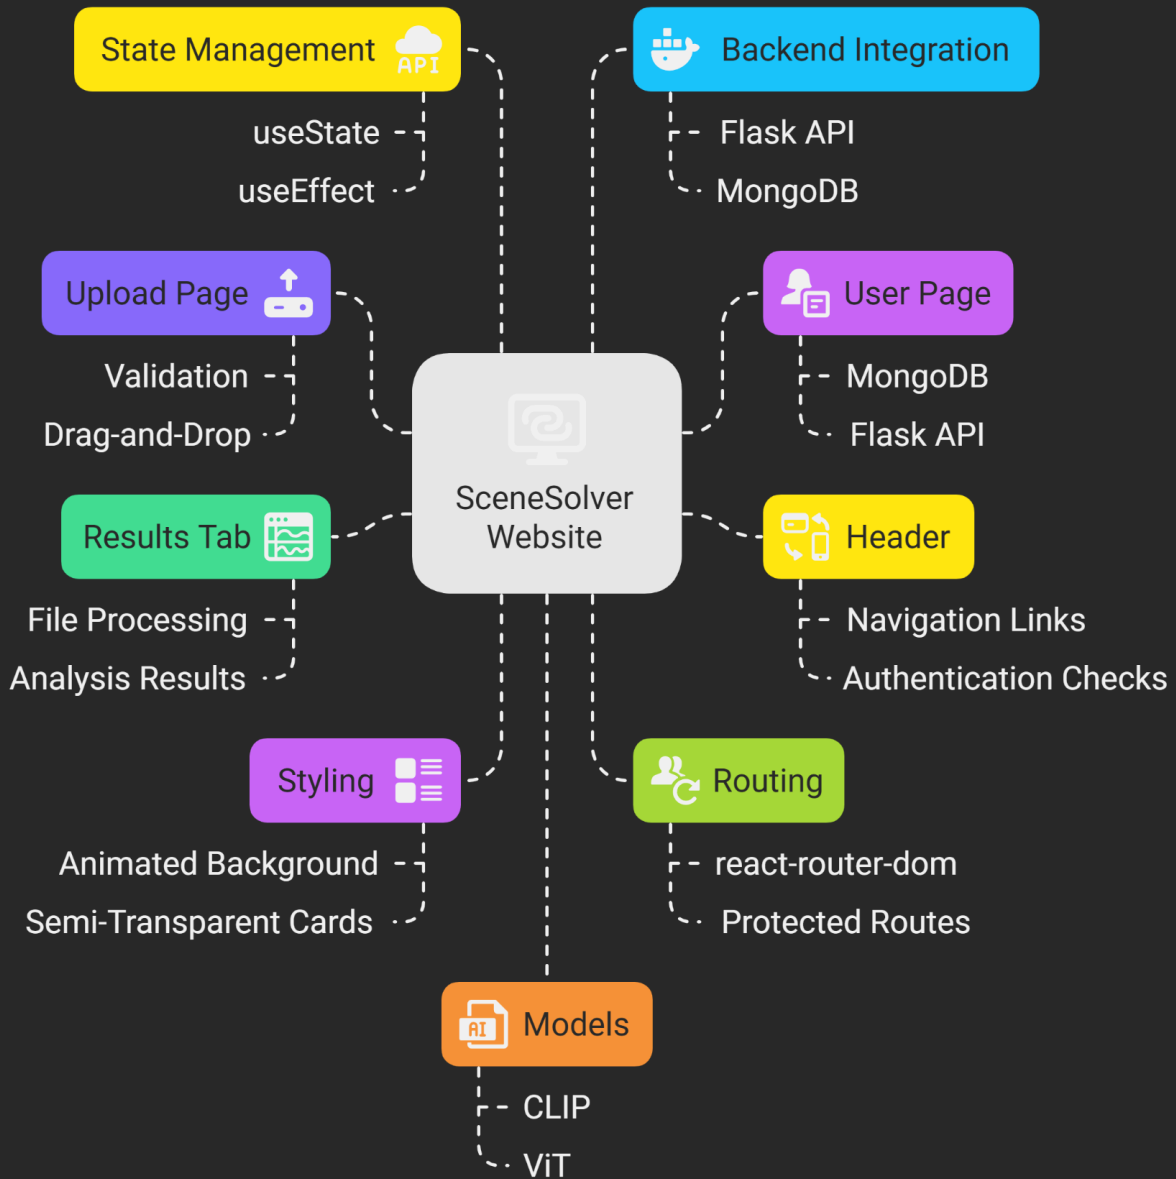 State Management
API
useState
useEffect
Backend Integration
Flask API
MongoDB
Upload Page
Validation
Drag-and-Drop
User Page
MongoDB
Flask API
SceneSolver
Website
Results Tab
File Processing
Analysis Results
Header
Navigation Links
Authentication Checks
Styling
Animated Background
Semi-Transparent Cards
Routing
react-router-dom
Protected Routes
AI
Models
CLIP
ViT